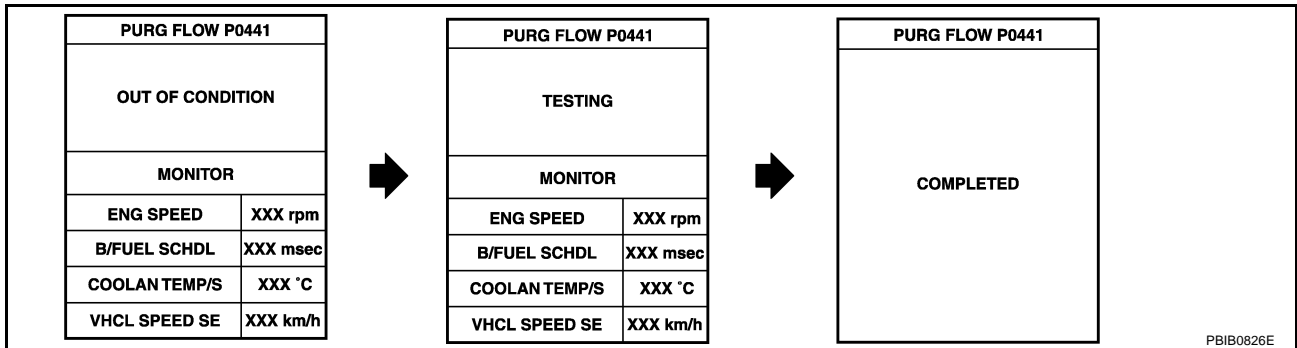 PURG FLOW P0441
OUT OF CONDITION
MONITOR
ENG SPEED XXX rpm
B/FUEL SCHDL XXX msec
COOLAN TEMP/S XXX °C
VHCL SPEED SE XXX km/h
PURG FLOW P0441
TESTING
MONITOR
ENG SPEED XXX rpm
B/FUEL SCHDL XXX msec
COOLAN TEMP/S XXX °C
VHCL SPEED SE XXX km/h
PURG FLOW P0441
COMPLETED
PBIB0826E